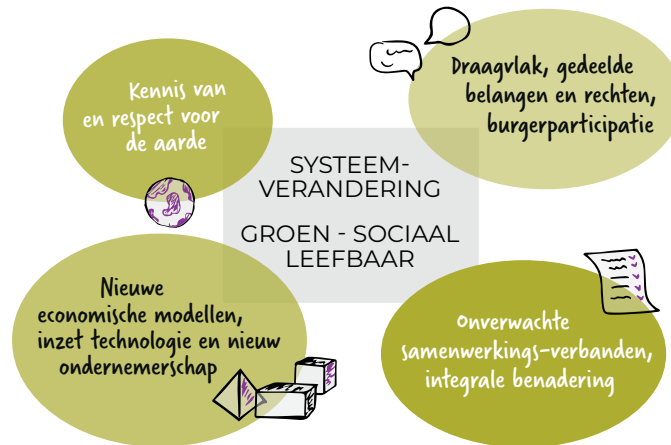 Kennis van
en respect voor
de aarde
Draagvlak, gedeelde
belangen en rechten,
burgerparticipatie
SYSTEEM-
VERANDERING
GROEN - SOCIAAL
LEEFBAAR
Nieuwe
economische modellen,
inzet technologie en nieuw
ondernemerschap
Onverwachte
samenwerkings-verbanden,
integrale benadering